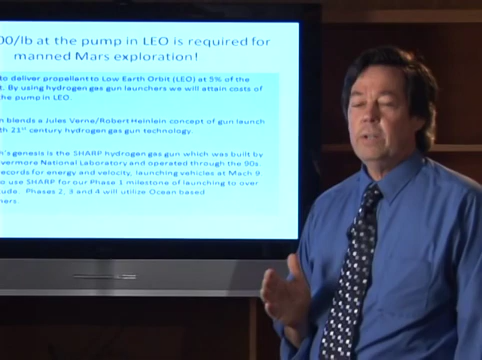 00/lb at the pump in LEO is required for
manned Mars exploration!
to deliver propellant to Low Earth Orbit (LEO) at 5% of the
t. By using hydrogen gas gun launchers we will attain costs of
the pump in LEO.
n blends a Jules Verne/Robert Heinlein concept of gun launch
th 21st century hydrogen gas gun technology.
's genesis is the SHARP hydrogen gas gun which was built by
vermore National Laboratory and operated through the 90s
records for energy and velocity, launching vehicles at Mach 9.
to use SHARP for our Phase 1 milestone of launching to over
ude. Phases 2, 3 and 4 will utilize Ocean based
hers.